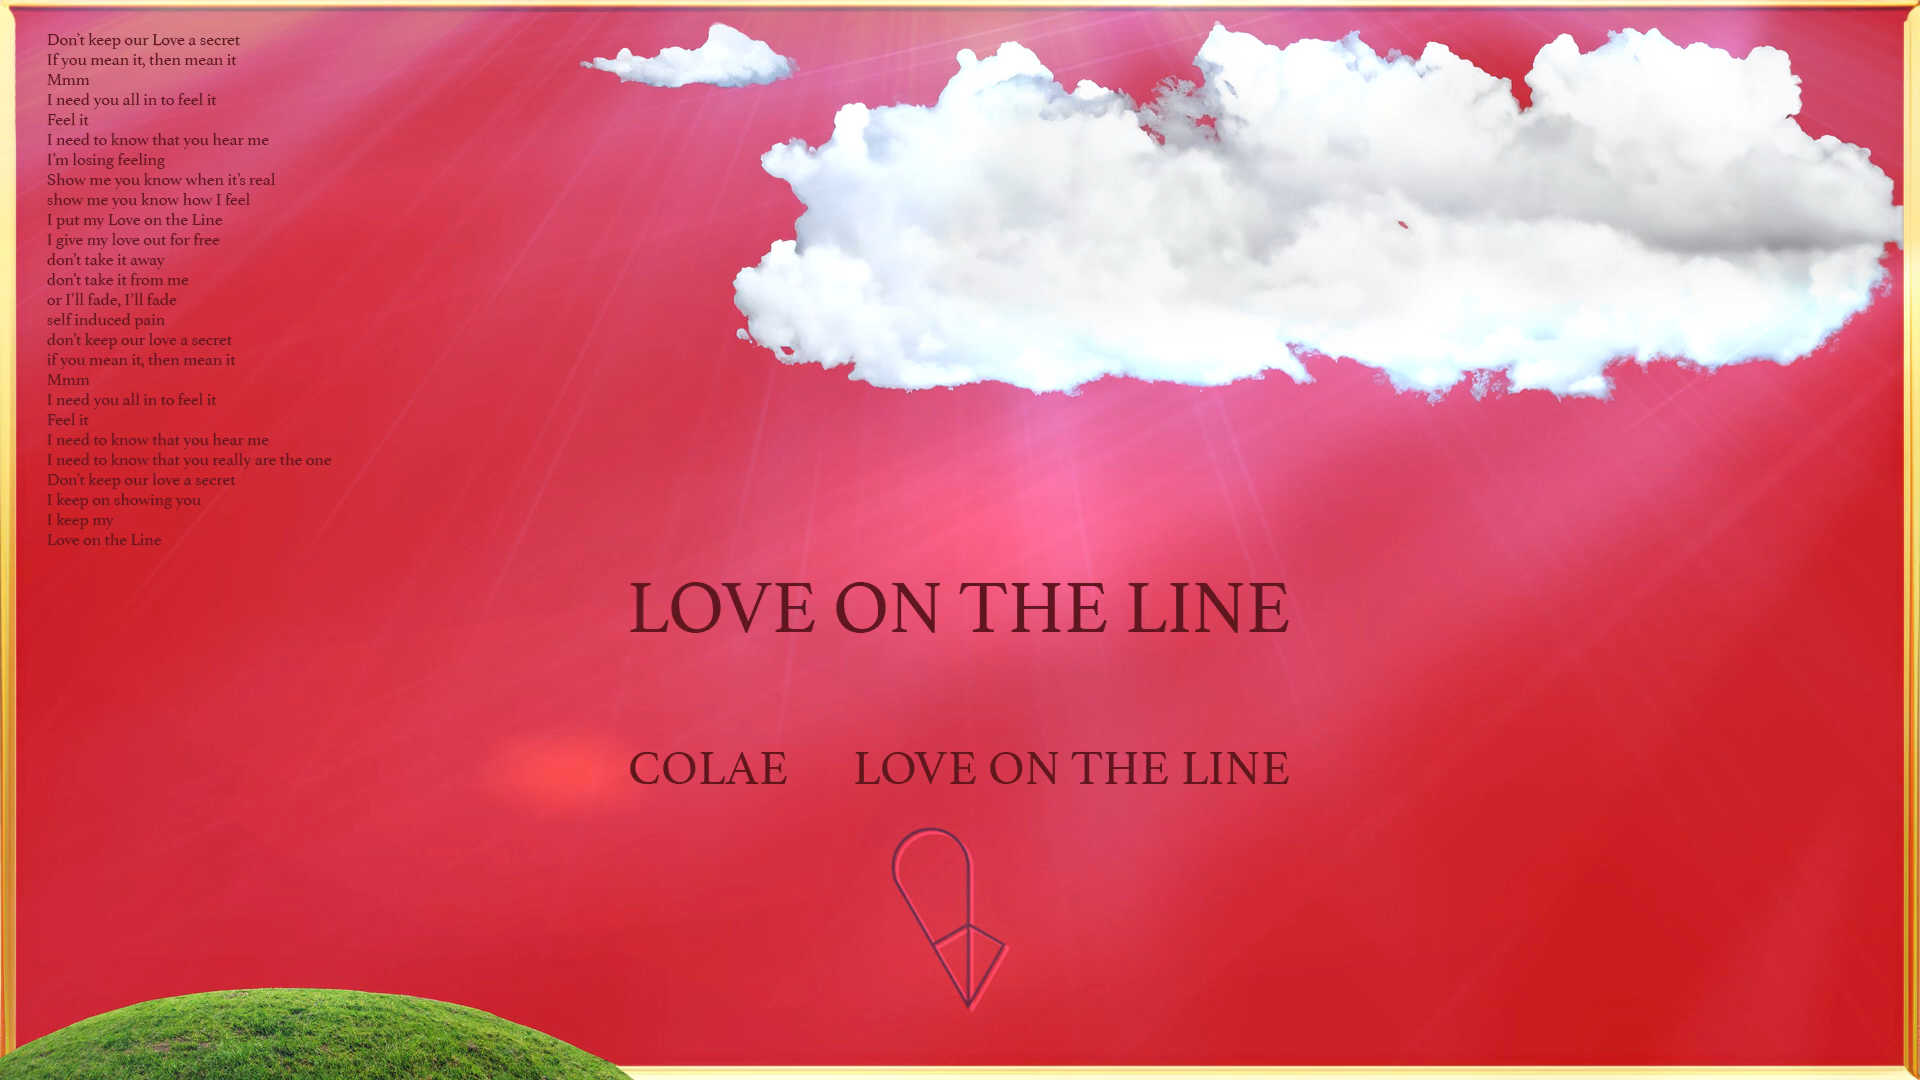 Don't keep our Love a secret
If you mean it, then mean it
Mmm
I need you all in to feel it
Feel it
I need to know that you hear me
I'm losing feeling
Show me you know when it's real
show me you know how I feel
I put my Love on the Line
I give my love out for free
don't take it away
don't take it from me
or I'll fade, I'll fade
self induced pain
don't keep our love a secret
if you mean it, then mean it
Mmm
I need you all in to feel it
Feel it
I need to know that you hear me
I need to know that you really are the one
Don't keep our love a secret
I keep on showing you
I keep my
Love on the Line
LOVE ON THE LINE
COLAE LOVE ON THE LINE